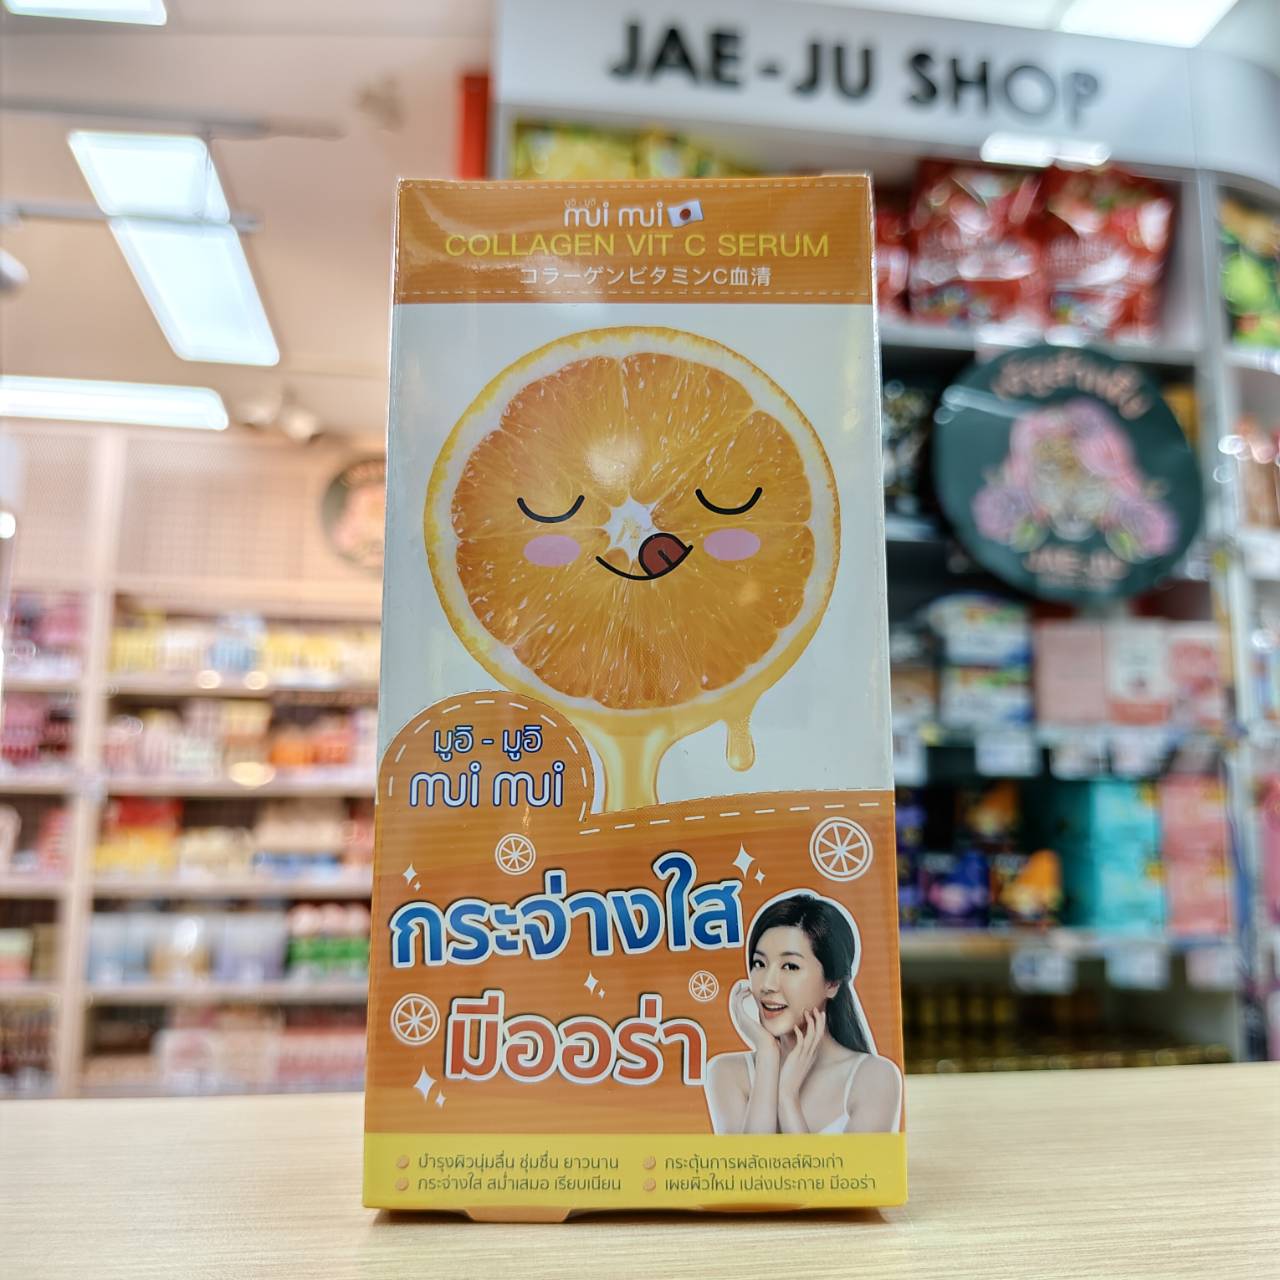 JAE-JU SHOP
มูอิ - มูอิ
mui mui
COLLAGEN VIT C SERUM
コラーゲンビタミンC血清
มูอิ - มูอิ
mui mui
กระจ่างใส
มีออร่า
บำรุงผิวนุ่มลื่น ชุ่มชื่น ยาวนาน
กระจ่างใส สม่ำเสมอ เรียบเนียน
กระตุ้นการผลัดเซลล์ผิวเก่า
เผยผิวใหม่ เปล่งประกาย มีออร่า
JAE-JU